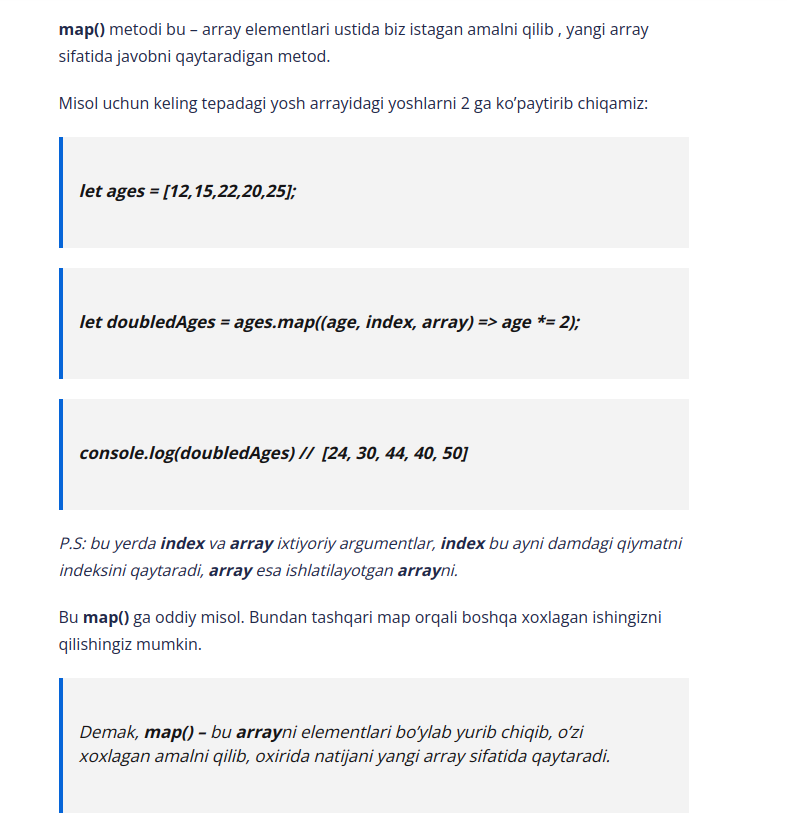 map() metodi bu – array elementlari ustida biz istagan amalni qilib , yangi array
sifatida javobni qaytaradigan metod.
Misol uchun keling tepadagi yosh arrayidagi yoshlarni 2 ga ko’paytirib chiqamiz:
let ages = [12,15,22,20,25];
let doubledAges = ages.map((age, index, array) => age *= 2);
console.log(doubledAges) //  [24, 30, 44, 40, 50]
P.S: bu yerda index va array ixtiyoriy argumentlar, index bu ayni damdagi qiymatni
indeksini qaytaradi, array esa ishlatilayotgan arrayni.
Bu map() ga oddiy misol. Bundan tashqari map orqali boshqa xoxlagan ishingizni
qilishingiz mumkin.
Demak, map() – bu arrayni elementlari bo’ylab yurib chiqib, o’zi
xoxlagan amalni qilib, oxirida natijani yangi array sifatida qaytaradi.